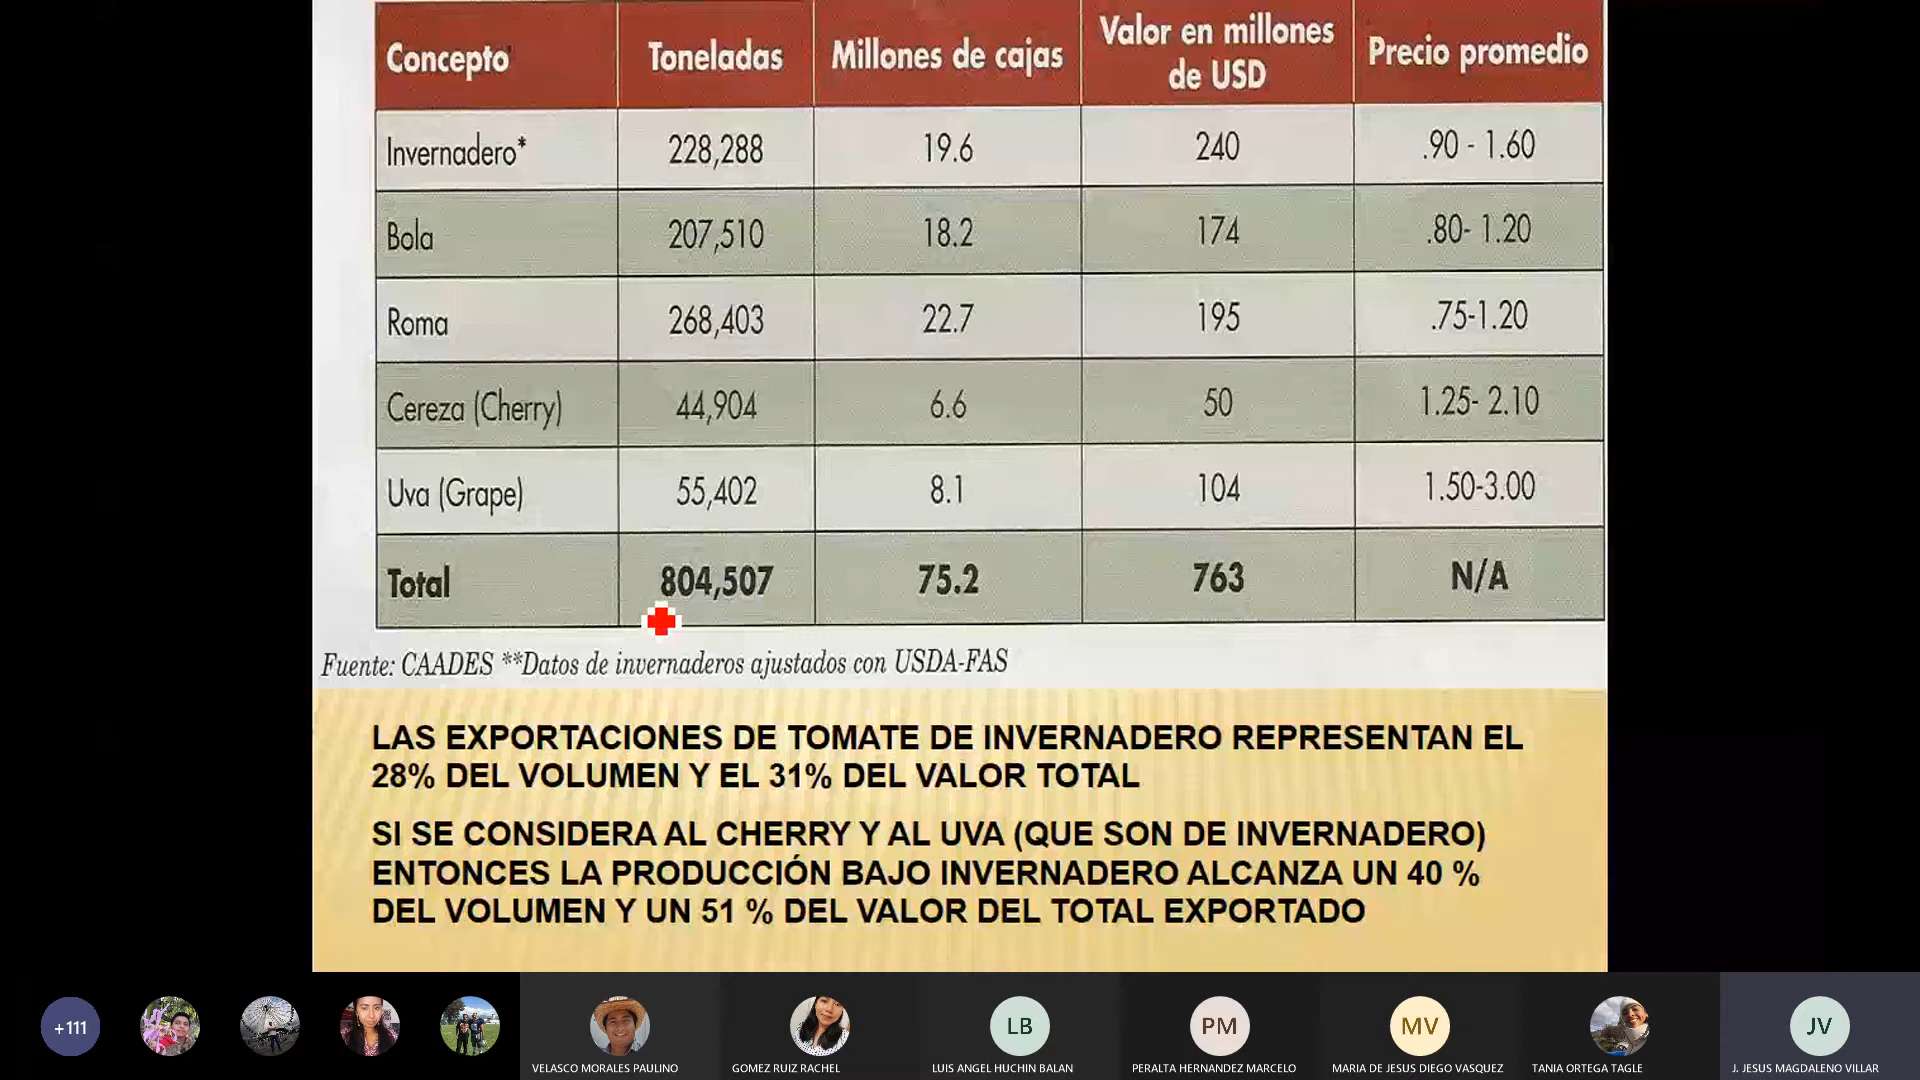 Concepto Toneladas Millones de cajas Valor en millones de USD Precio promedio
Invernadero* 228,288 19.6 240 .90 - 1.60
Bola 207,510 18.2 174 .80- 1.20
Roma 268,403 22.7 195 .75-1.20
Cereza (Cherry) 44,904 6.6 50 1.25- 2.10
Uva (Grape) 55,402 8.1 104 1.50-3.00
Total 804,507 75.2 763 N/A
Fuente: CAADES **Datos de invernaderos ajustados con USDA-FAS
LAS EXPORTACIONES DE TOMATE DE INVERNADERO REPRESENTAN EL
28% DEL VOLUMEN Y EL 31% DEL VALOR TOTAL
SI SE CONSIDERA AL CHERRY Y AL UVA (QUE SON DE INVERNADERO)
ENTONCES LA PRODUCCIÓN BAJO INVERNADERO ALCANZA UN 40 %
DEL VOLUMEN Y UN 51 % DEL VALOR DEL TOTAL EXPORTADO
+111 LB PM MV JV
VELASCO MORALES PAULINO GOMEZ RUIZ RACHEL LUIS ANGEL HUCHIN BALAN PERALTA HERNANDEZ MARCELO MARIA DE JESUS DIEGO VASQUEZ TANIA ORTEGA TAGLE J. JESUS MAGDALENO VILLAR